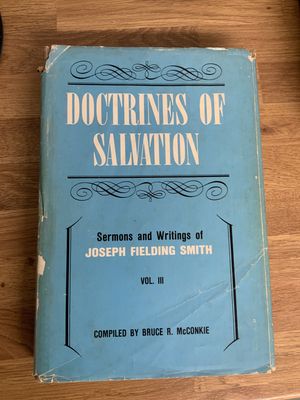 DOCTRINES OF
SALVATION
Sermons and Writings of
JOSEPH FIELDING SMITH
VOL. III
COMPILED BY BRUCE R. McCONKIE